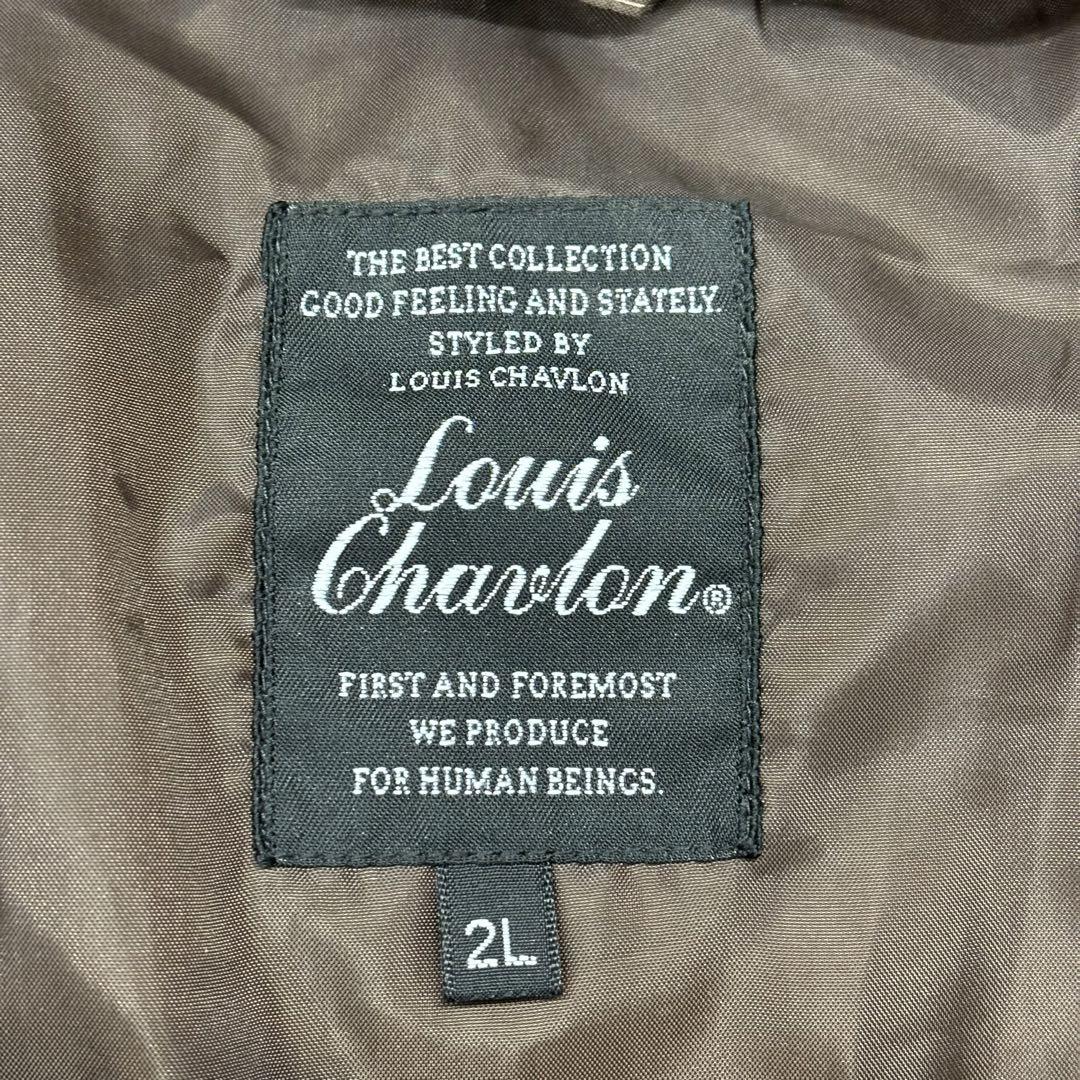 THE BEST COLLECTION
GOOD FEELING AND STATELY.
STYLED BY
LOUIS CHAVLON
Louis
Chavlon®
FIRST AND FOREMOST
WE PRODUCE
FOR HUMAN BEINGS.
2L